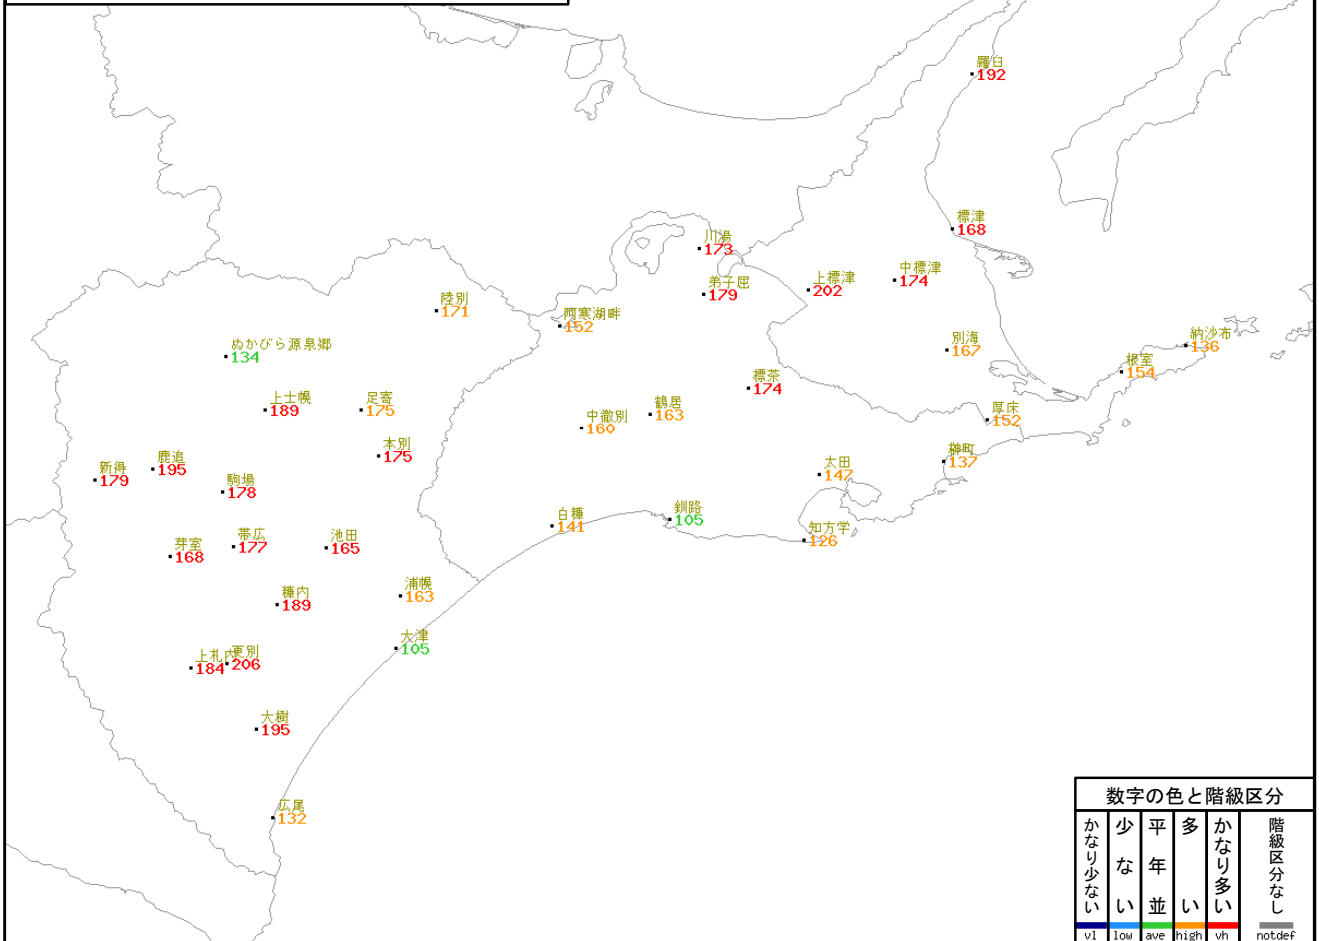 羅臼
192
標津
168
川湯
173
中標津
174
上標津
202
弟子屈
179
陸別
171
阿寒湖畔
152
ぬかびら源泉郷
134
別海
167
納沙布
136
根室
154
標茶
174
上士幌
189
足寄
175
鶴居
163
中徹別
160
厚床
152
本別
175
榊町
137
鹿追
195
新得
179
太田
147
駒場
178
白糠
141
釧路
105
知方学
126
帯広
177
池田
165
芽室
168
浦幌
163
糠内
189
大津
105
上札内
184
更別
206
大樹
195
広尾
132
数字の色と階級区分
かなり少ない
少ない
平年並
多い
かなり多い
階級区分なし
vl low ave high vh notdef